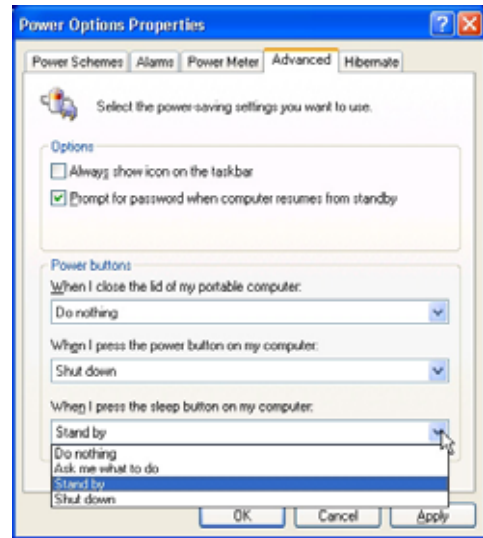 Power Options Properties
Power Schemes Alarms Power Meter Advanced Hibernate
Select the power-saving settings you want to use.
Options
Always show icon on the taskbar
Prompt for password when computer resumes from standby
Power buttons
When I close the lid of my portable computer:
Do nothing
When I press the power button on my computer:
Shut down
When I press the sleep button on my computer:
Stand by
Do nothing
Ask me what to do
Stand by
Shut down
OK Cancel Apply